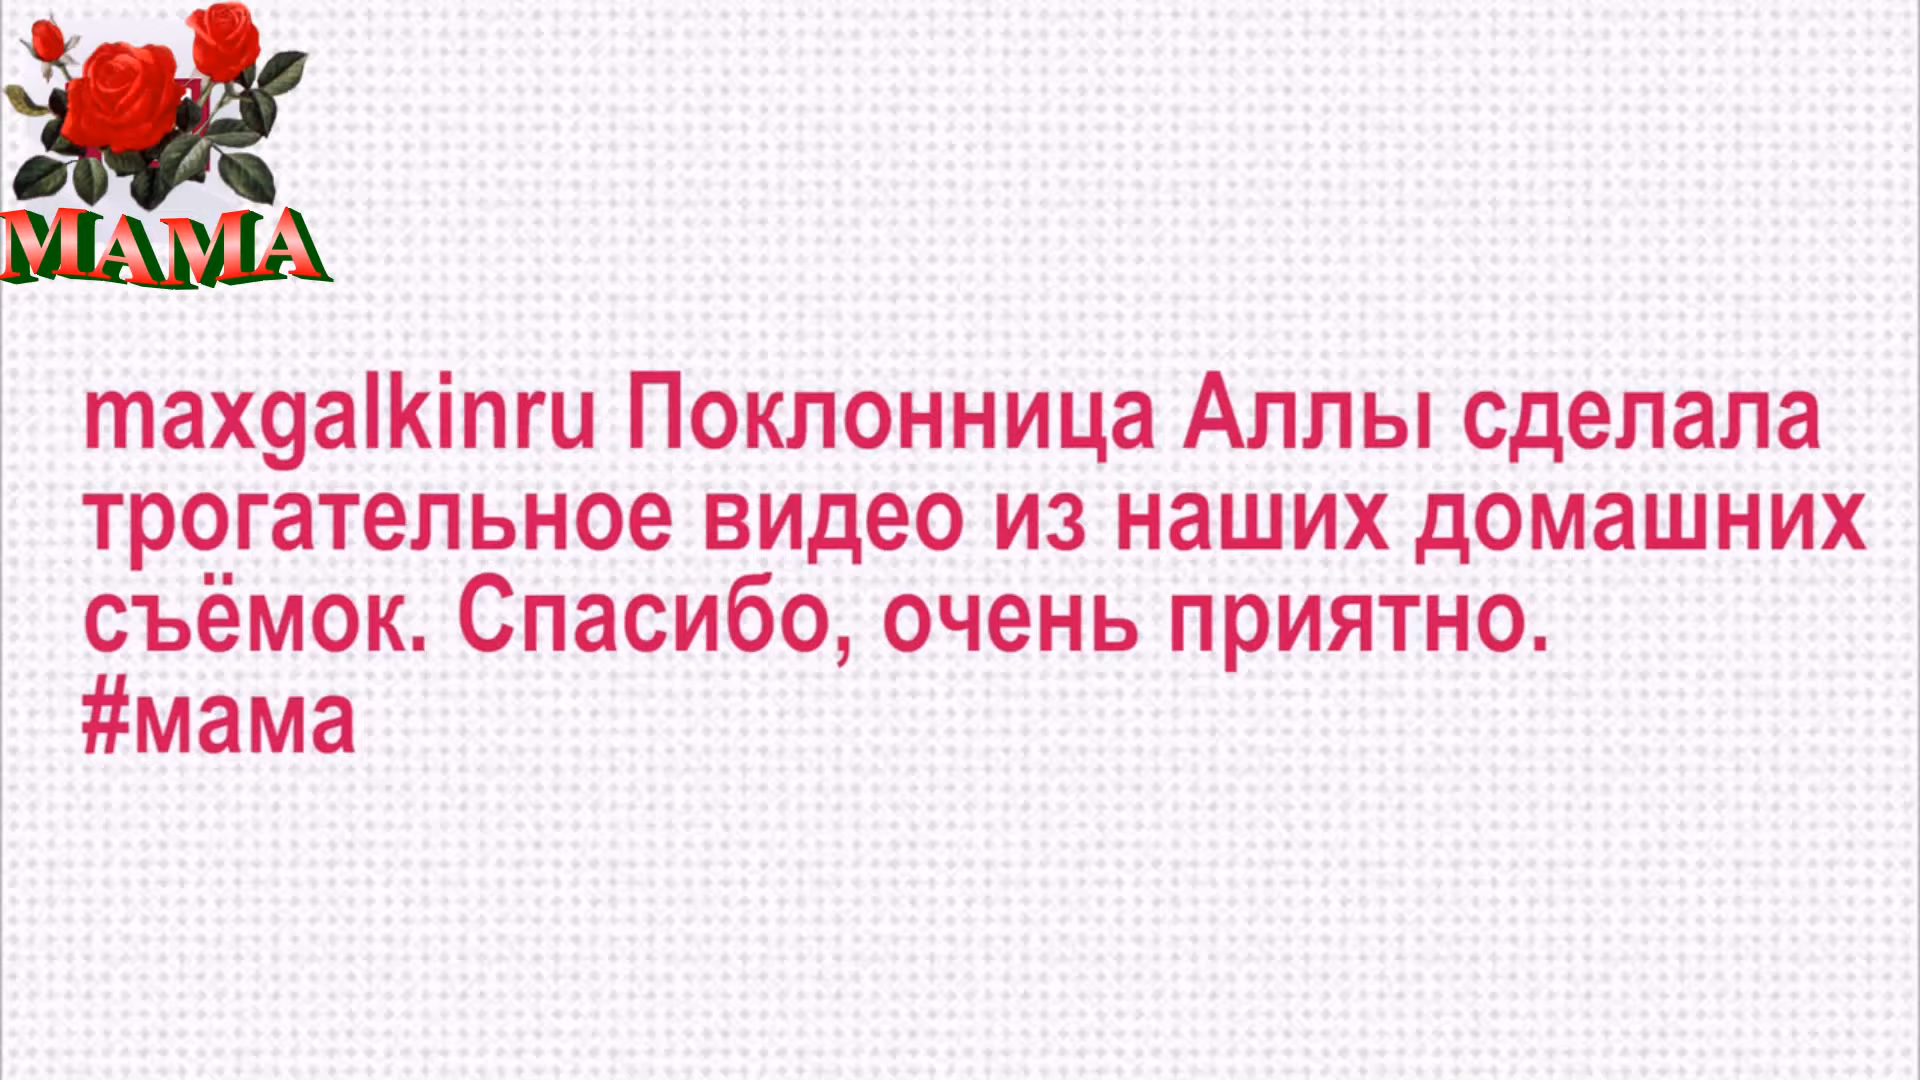 МАМА
maxgalkinru Поклонница Аллы сделала
трогательное видео из наших домашних
съёмок. Спасибо, очень приятно.
#мама